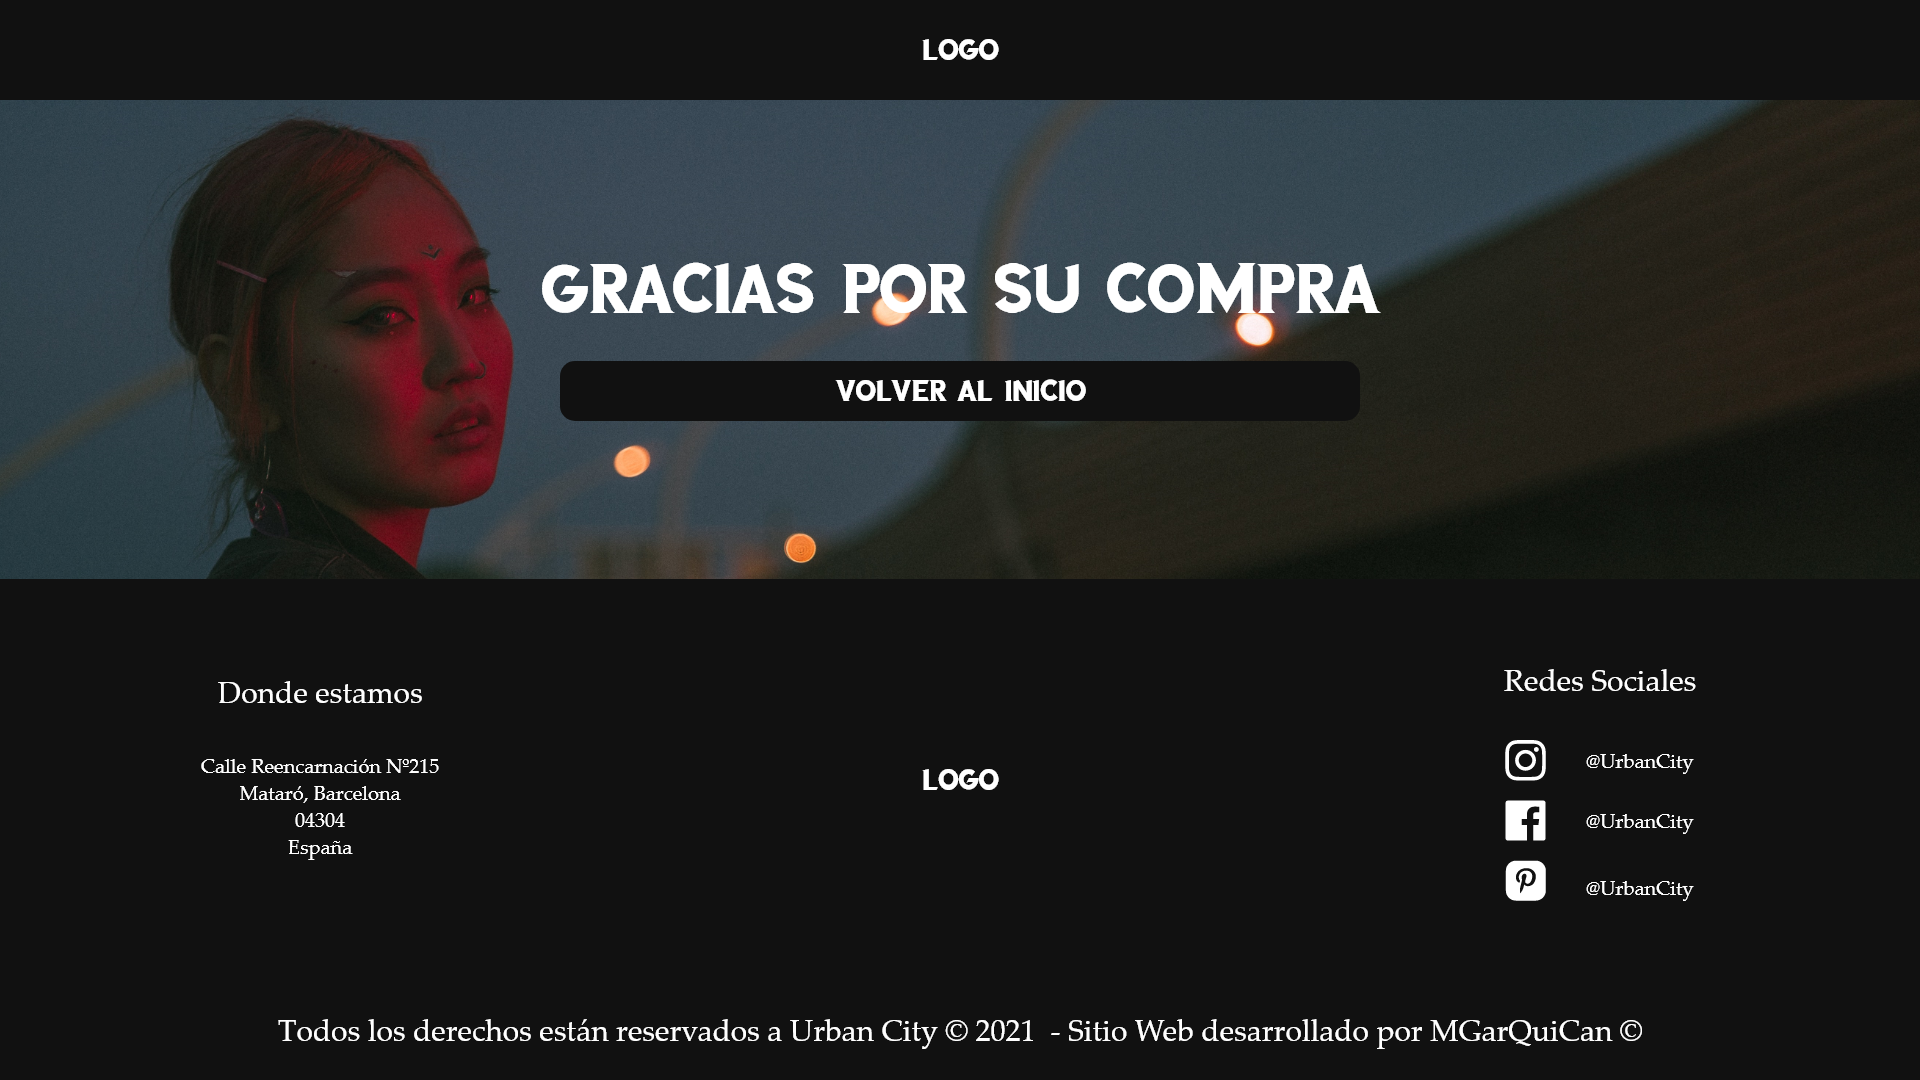 LOGO
GRACIAS POR SU COMPRA
VOLVER AL INICIO
Donde estamos
Calle Reencarnación Nº215
Mataró, Barcelona
04304
España
LOGO
Redes Sociales
@UrbanCity
@UrbanCity
@UrbanCity
Todos los derechos están reservados a Urban City © 2021  - Sitio Web desarrollado por MGarQuiCan ©